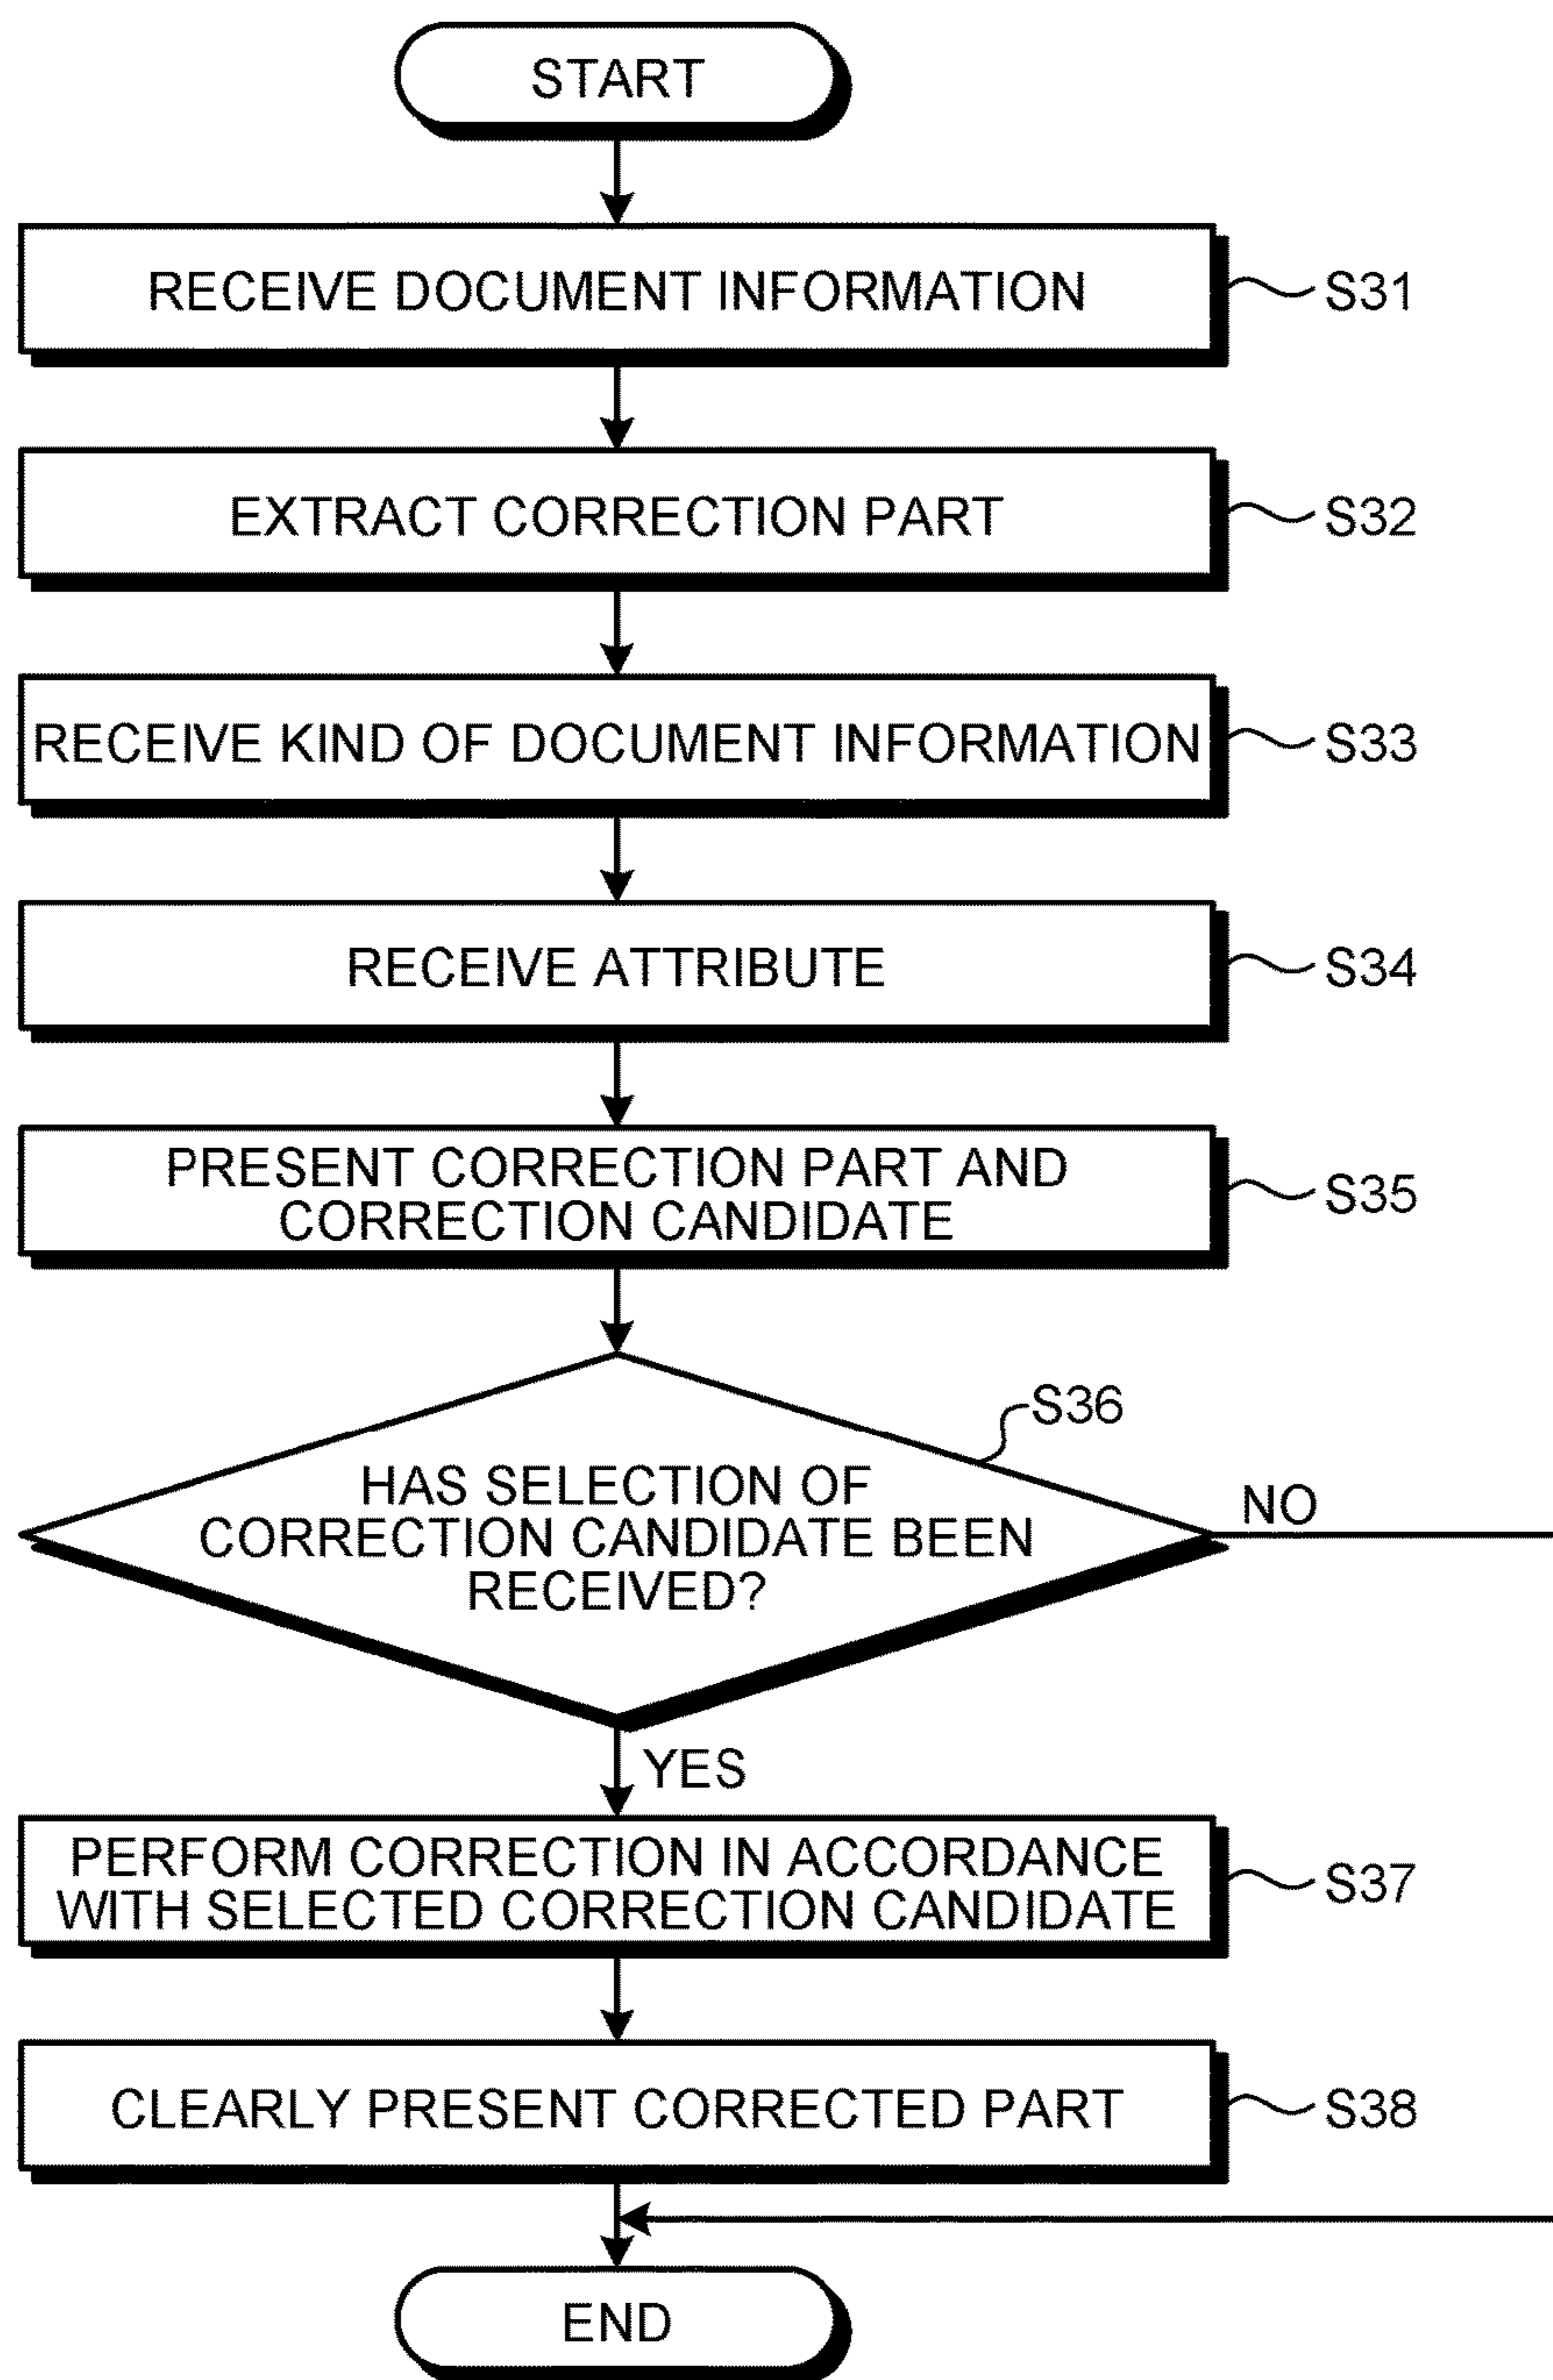 START
RECEIVE DOCUMENT INFORMATION
S31
EXTRACT CORRECTION PART
S32
RECEIVE KIND OF DOCUMENT INFORMATION
S33
RECEIVE ATTRIBUTE
S34
PRESENT CORRECTION PART AND
CORRECTION CANDIDATE
S35
S36
HAS SELECTION OF
CORRECTION CANDIDATE BEEN
RECEIVED?
NO
YES
PERFORM CORRECTION IN ACCORDANCE
WITH SELECTED CORRECTION CANDIDATE
S37
CLEARLY PRESENT CORRECTED PART
S38
END